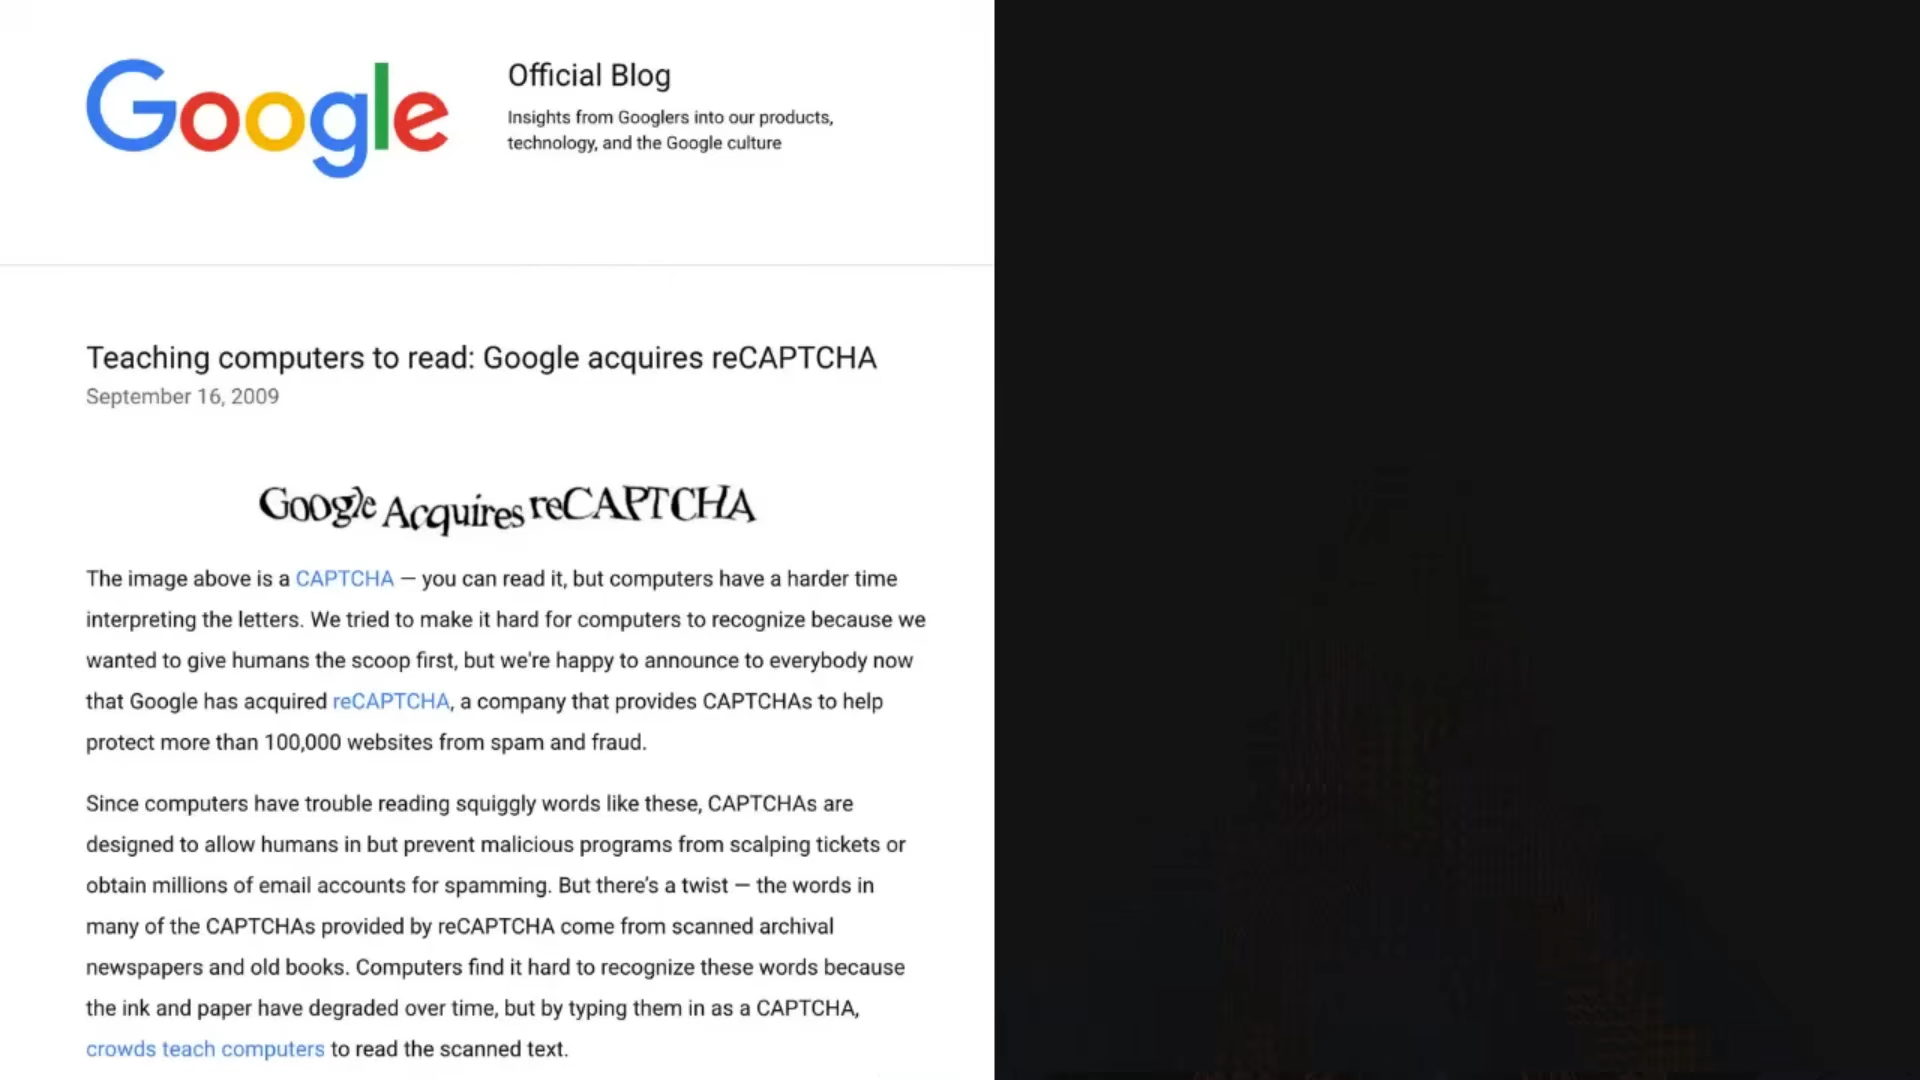 Google
Official Blog
Insights from Googlers into our products,
technology, and the Google culture
Teaching computers to read: Google acquires reCAPTCHA
September 16, 2009
Google Acquires reCAPTCHA
The image above is a CAPTCHA — you can read it, but computers have a harder time
interpreting the letters. We tried to make it hard for computers to recognize because we
wanted to give humans the scoop first, but we're happy to announce to everybody now
that Google has acquired reCAPTCHA, a company that provides CAPTCHAs to help
protect more than 100,000 websites from spam and fraud.
Since computers have trouble reading squiggly words like these, CAPTCHAs are
designed to allow humans in but prevent malicious programs from scalping tickets or
obtain millions of email accounts for spamming. But there's a twist — the words in
many of the CAPTCHAs provided by reCAPTCHA come from scanned archival
newspapers and old books. Computers find it hard to recognize these words because
the ink and paper have degraded over time, but by typing them in as a CAPTCHA,
crowds teach computers to read the scanned text.